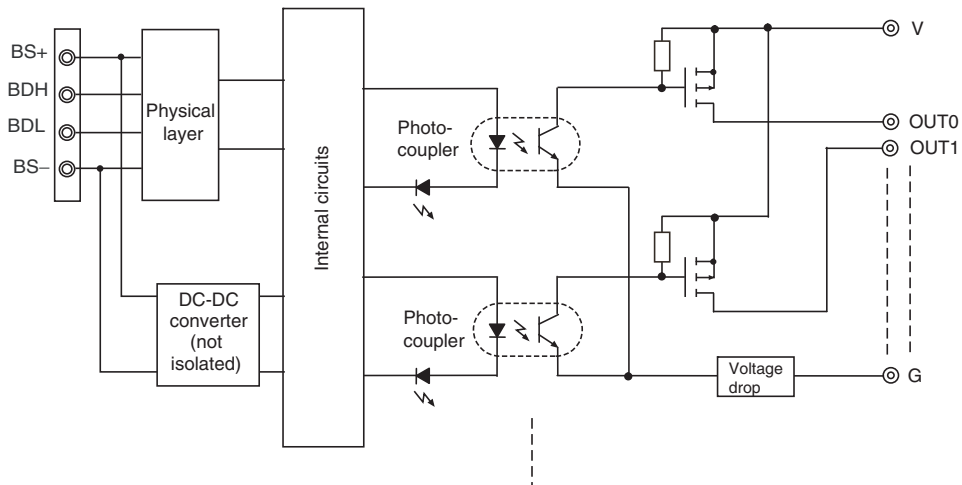 BS+
BDH
BDL
BS−
Physical
layer
DC-DC
converter
(not
isolated)
Internal circuits
Photo-
coupler
Photo-
coupler
Voltage
drop
V
OUT0
OUT1
G